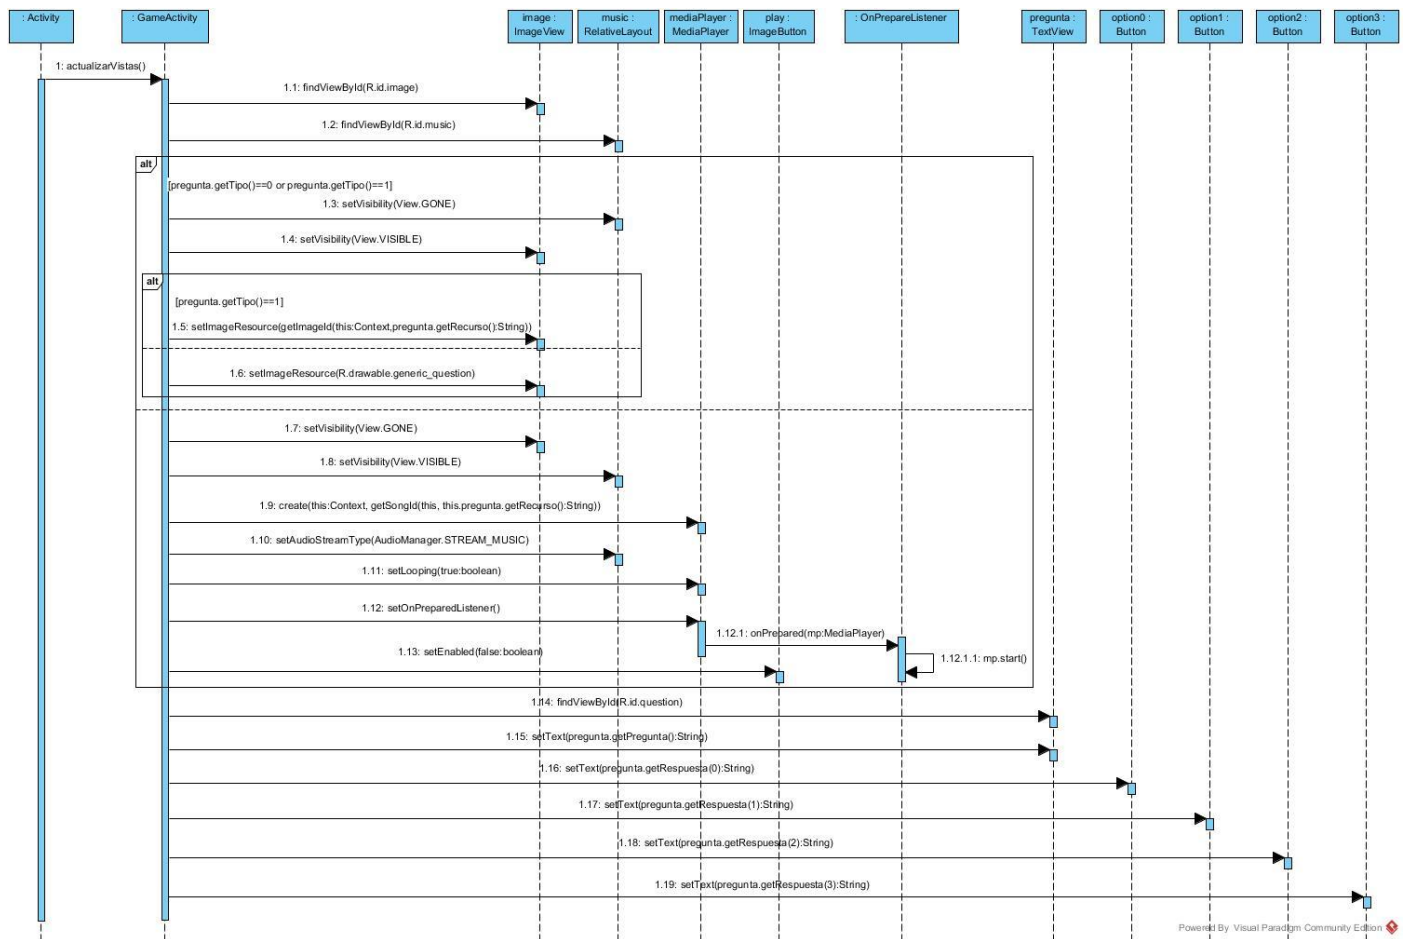 : Activity
: GameActivity
image :
ImageView
music :
RelativeLayout
mediaPlayer :
MediaPlayer
play :
ImageButton
: OnPrepareListener
pregunta :
TextView
option0 :
Button
option1 :
Button
option2 :
Button
option3 :
Button
1: actualizarVistas()
1.1: findViewById(R.id.image)
1.2: findViewById(R.id.music)
alt
[pregunta.getTipo()==0 or pregunta.getTipo()==1]
1.3: setVisibility(View.GONE)
1.4: setVisibility(View.VISIBLE)
alt
[pregunta.getTipo()==1]
1.5: setImageResource(getImageId(this:Context,pregunta.getRecurso():String))
1.6: setImageResource(R.drawable.generic_question)
1.7: setVisibility(View.GONE)
1.8: setVisibility(View.VISIBLE)
1.9: create(this:Context, getSongId(this, this.pregunta.getRecurso():String))
1.10: setAudioStreamType(AudioManager.STREAM_MUSIC)
1.11: setLooping(true:boolean)
1.12: setOnPreparedListener()
1.12.1: onPrepared(mp:MediaPlayer)
1.13: setEnabled(false:boolean)
1.12.1.1: mp.start()
1.14: findViewById(R.id.question)
1.15: setText(pregunta.getPregunta():String)
1.16: setText(pregunta.getRespuesta(0):String)
1.17: setText(pregunta.getRespuesta(1):String)
1.18: setText(pregunta.getRespuesta(2):String)
1.19: setText(pregunta.getRespuesta(3):String)
Powered By Visual Paradigm Community Edition